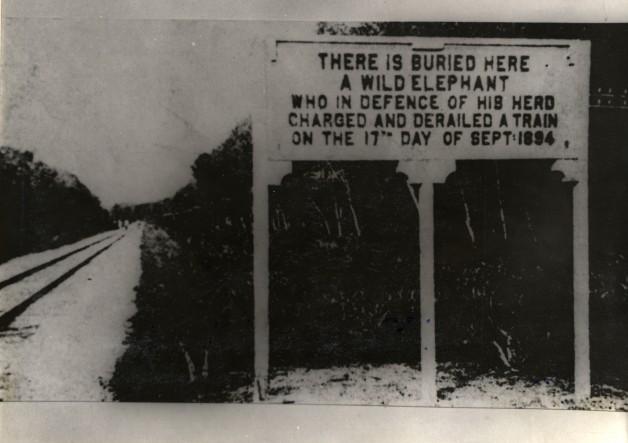 THERE IS BURIED HERE
A WILD ELEPHANT
WHO IN DEFENCE OF HIS HERD
CHARGED AND DERAILED A TRAIN
ON THE 17TH DAY OF SEPT: 1894.